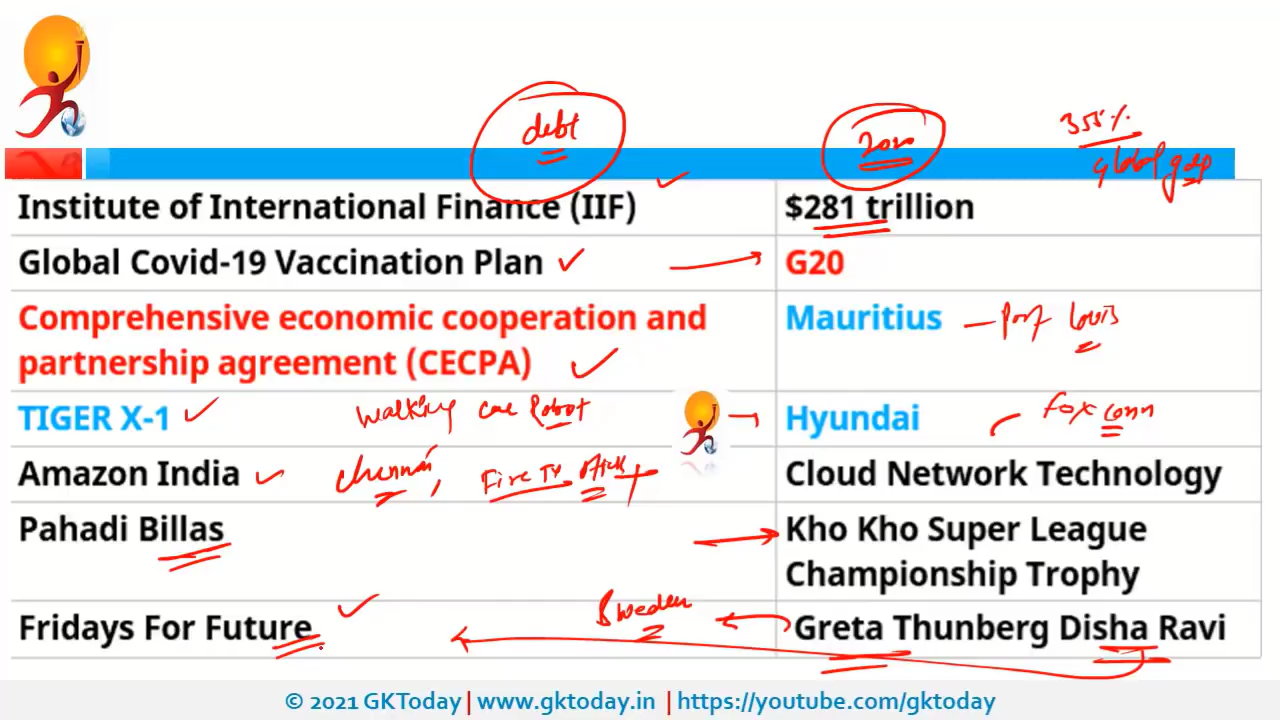 debt
2020
355%
global gdp
Institute of International Finance (IIF) $281 trillion
Global Covid-19 Vaccination Plan G20
Comprehensive economic cooperation and
partnership agreement (CECPA)
Mauritius Port Louis
TIGER X-1 Walking car Robot Hyundai Foxconn
Amazon India Chennai, Fire TV Stick Cloud Network Technology
Pahadi Billas Kho Kho Super League
Championship Trophy
Fridays For Future Sweden Greta Thunberg Disha Ravi
© 2021 GKToday | www.gktoday.in | https://youtube.com/gktoday